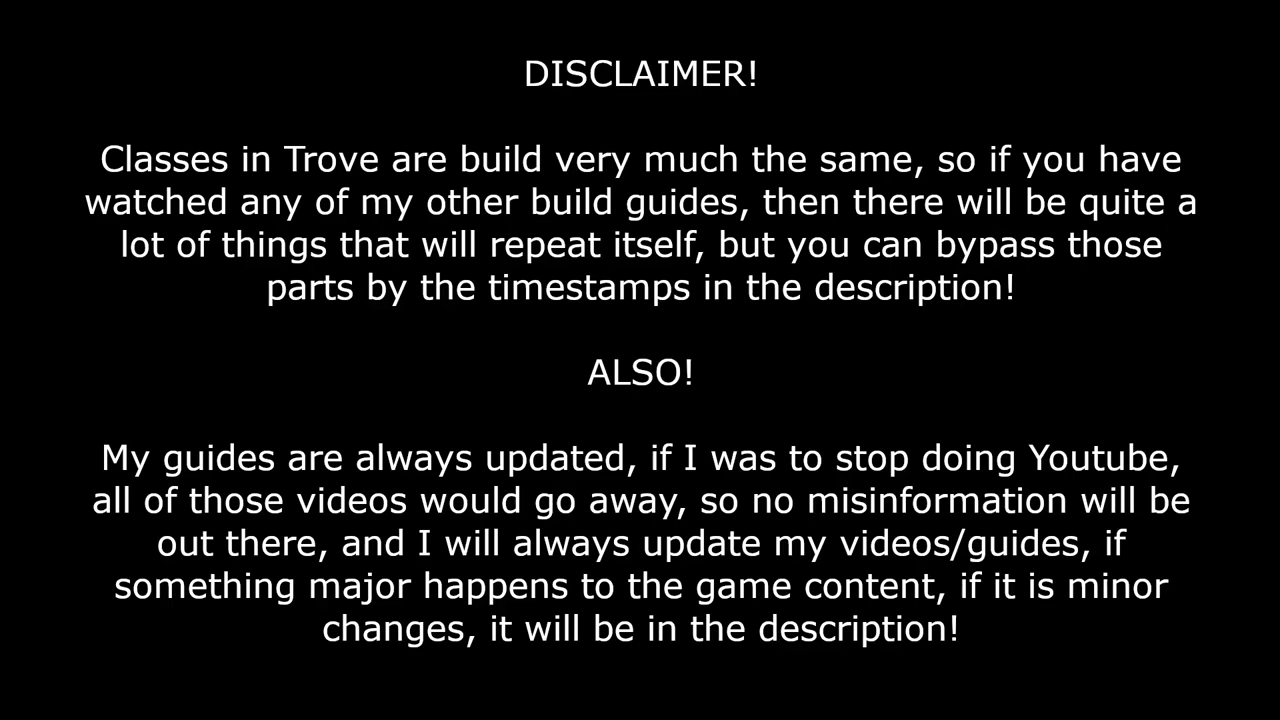 DISCLAIMER!
Classes in Trove are build very much the same, so if you have
watched any of my other build guides, then there will be quite a
lot of things that will repeat itself, but you can bypass those
parts by the timestamps in the description!
ALSO!
My guides are always updated, if I was to stop doing Youtube,
all of those videos would go away, so no misinformation will be
out there, and I will always update my videos/guides, if
something major happens to the game content, if it is minor
changes, it will be in the description!